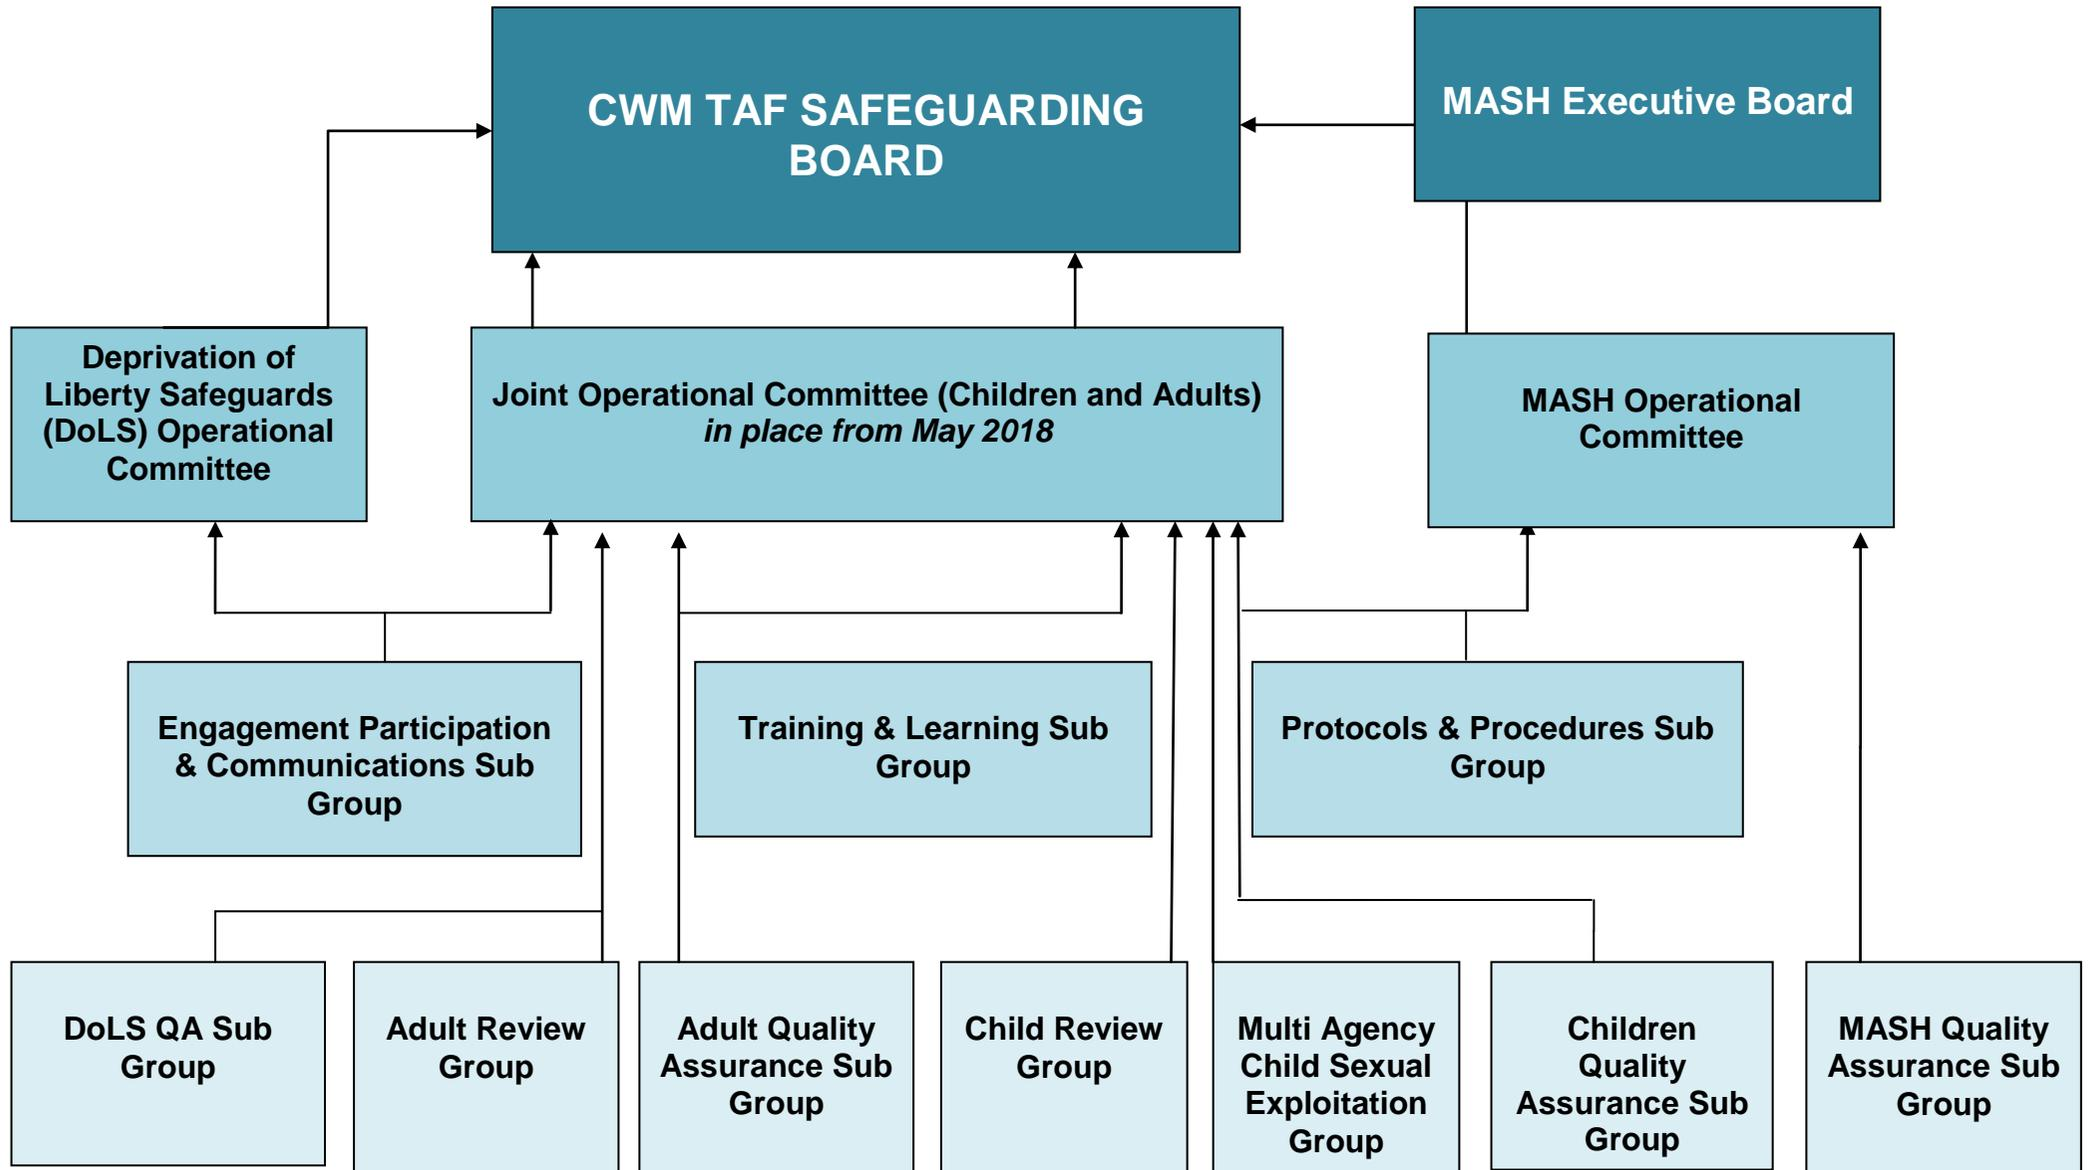 CWM TAF SAFEGUARDING
BOARD
MASH Executive Board
Deprivation of
Liberty Safeguards
(DoLS) Operational
Committee
Joint Operational Committee (Children and Adults)
in place from May 2018
MASH Operational
Committee
Engagement Participation
& Communications Sub
Group
Training & Learning Sub
Group
Protocols & Procedures Sub
Group
DoLS QA Sub
Group
Adult Review
Group
Adult Quality
Assurance Sub
Group
Child Review
Group
Multi Agency
Child Sexual
Exploitation
Group
Children
Quality
Assurance Sub
Group
MASH Quality
Assurance Sub
Group